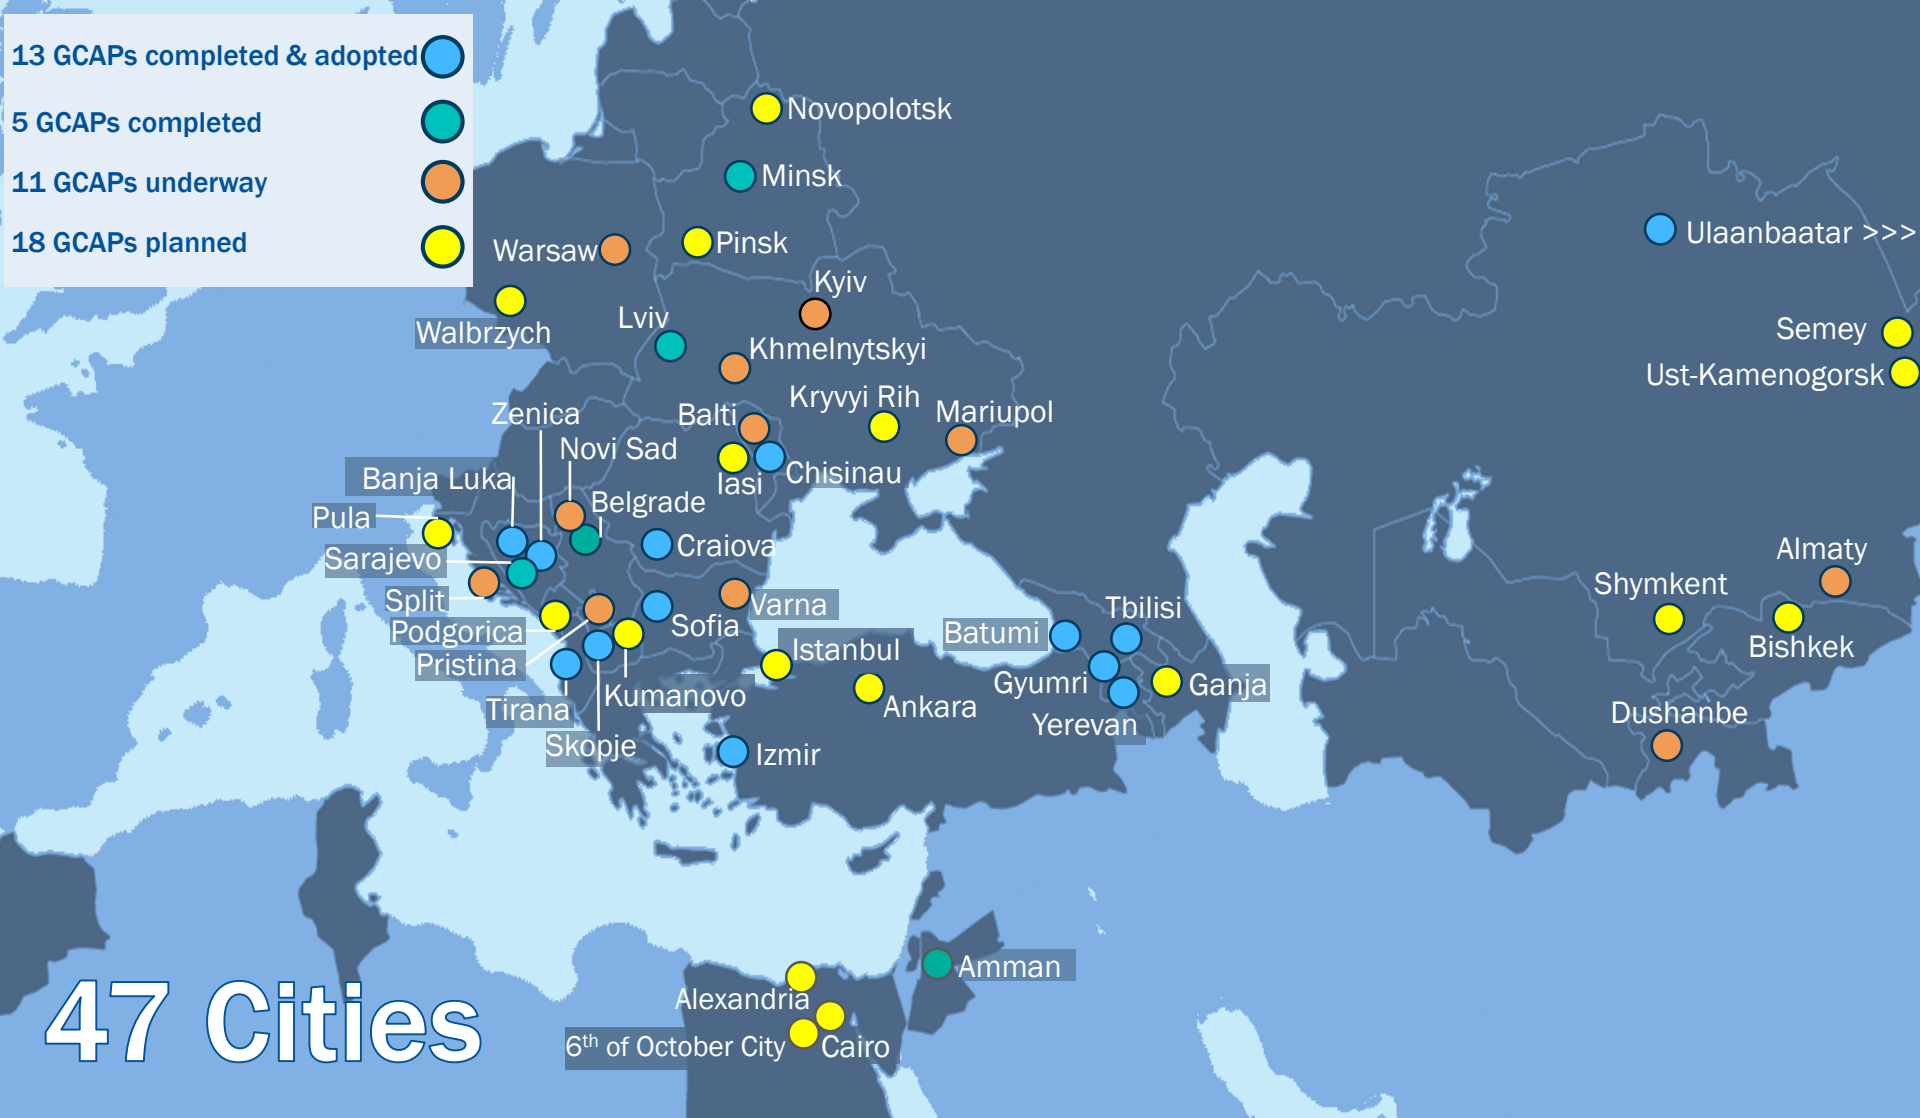 13 GCAPs completed & adopted
5 GCAPs completed
11 GCAPs underway
18 GCAPs planned
Novopolotsk
Minsk
Ulaanbaatar >>>
Warsaw
Pinsk
Kyiv
Lviv
Walbrzych
Semey
Khmelnytskyi
Ust-Kamenogorsk
Kryvyi Rih
Zenica
Balti
Mariupol
Novi Sad
Banja Luka
Iasi
Chisinau
Belgrade
Pula
Craiova
Almaty
Sarajevo
Shymkent
Split
Varna
Tbilisi
Podgorica
Sofia
Batumi
Istanbul
Bishkek
Pristina
Gyumri
Ganja
Kumanovo
Ankara
Tirana
Dushanbe
Yerevan
Skopje
Izmir
Amman
Alexandria
6th of October City
Cairo
47 Cities